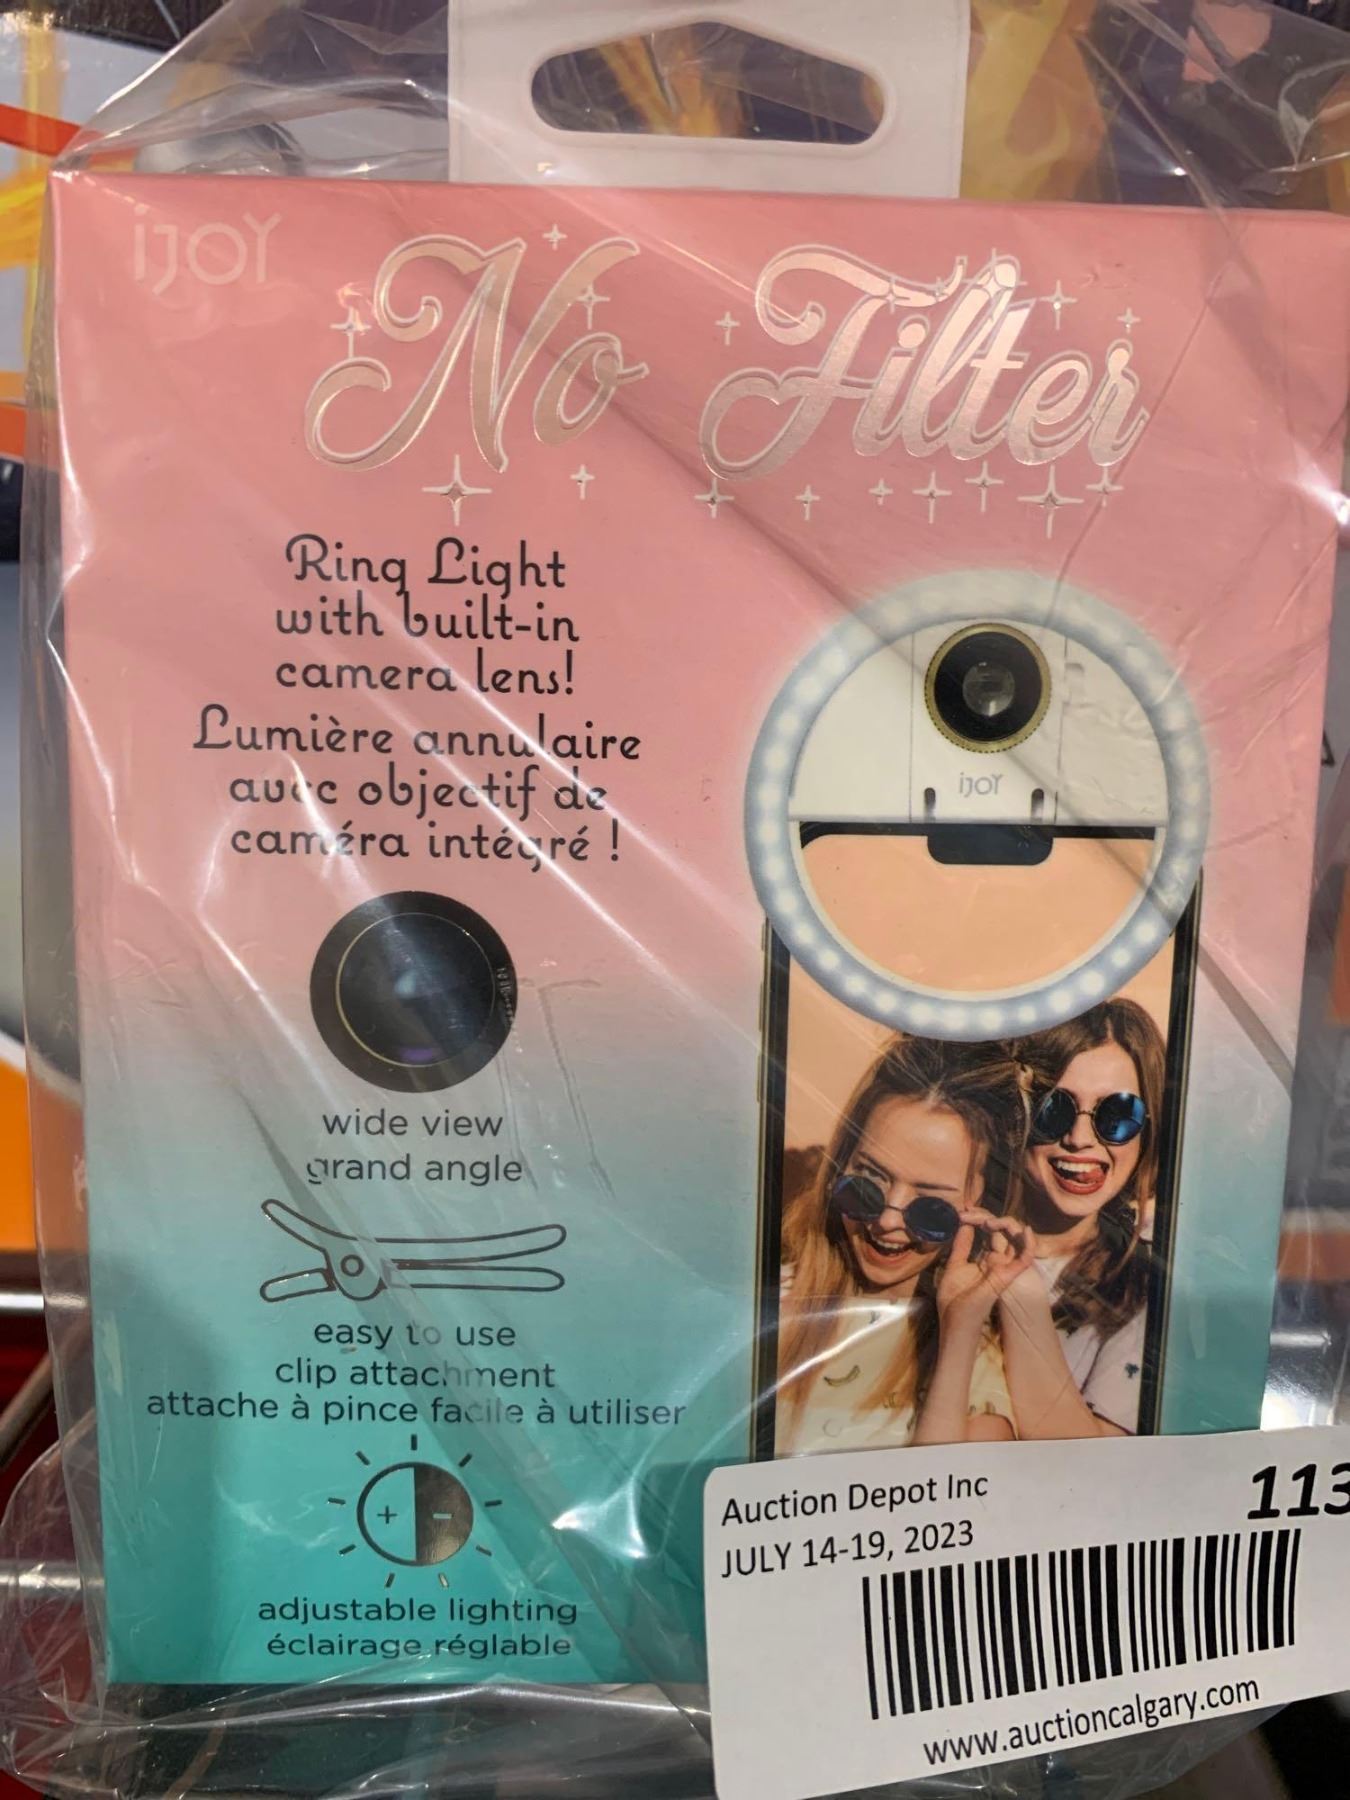 iJOY
No Filter
Ring Light
with built-in
camera lens!
Lumière annulaire
avec objectif de
caméra intégré !
iJOY
wide view
grand angle
easy to use
clip attachment
attache à pince facile à utiliser
+ -
adjustable lighting
éclairage réglable
Auction Depot Inc
113
JULY 14-19, 2023
www.auctioncalgary.com